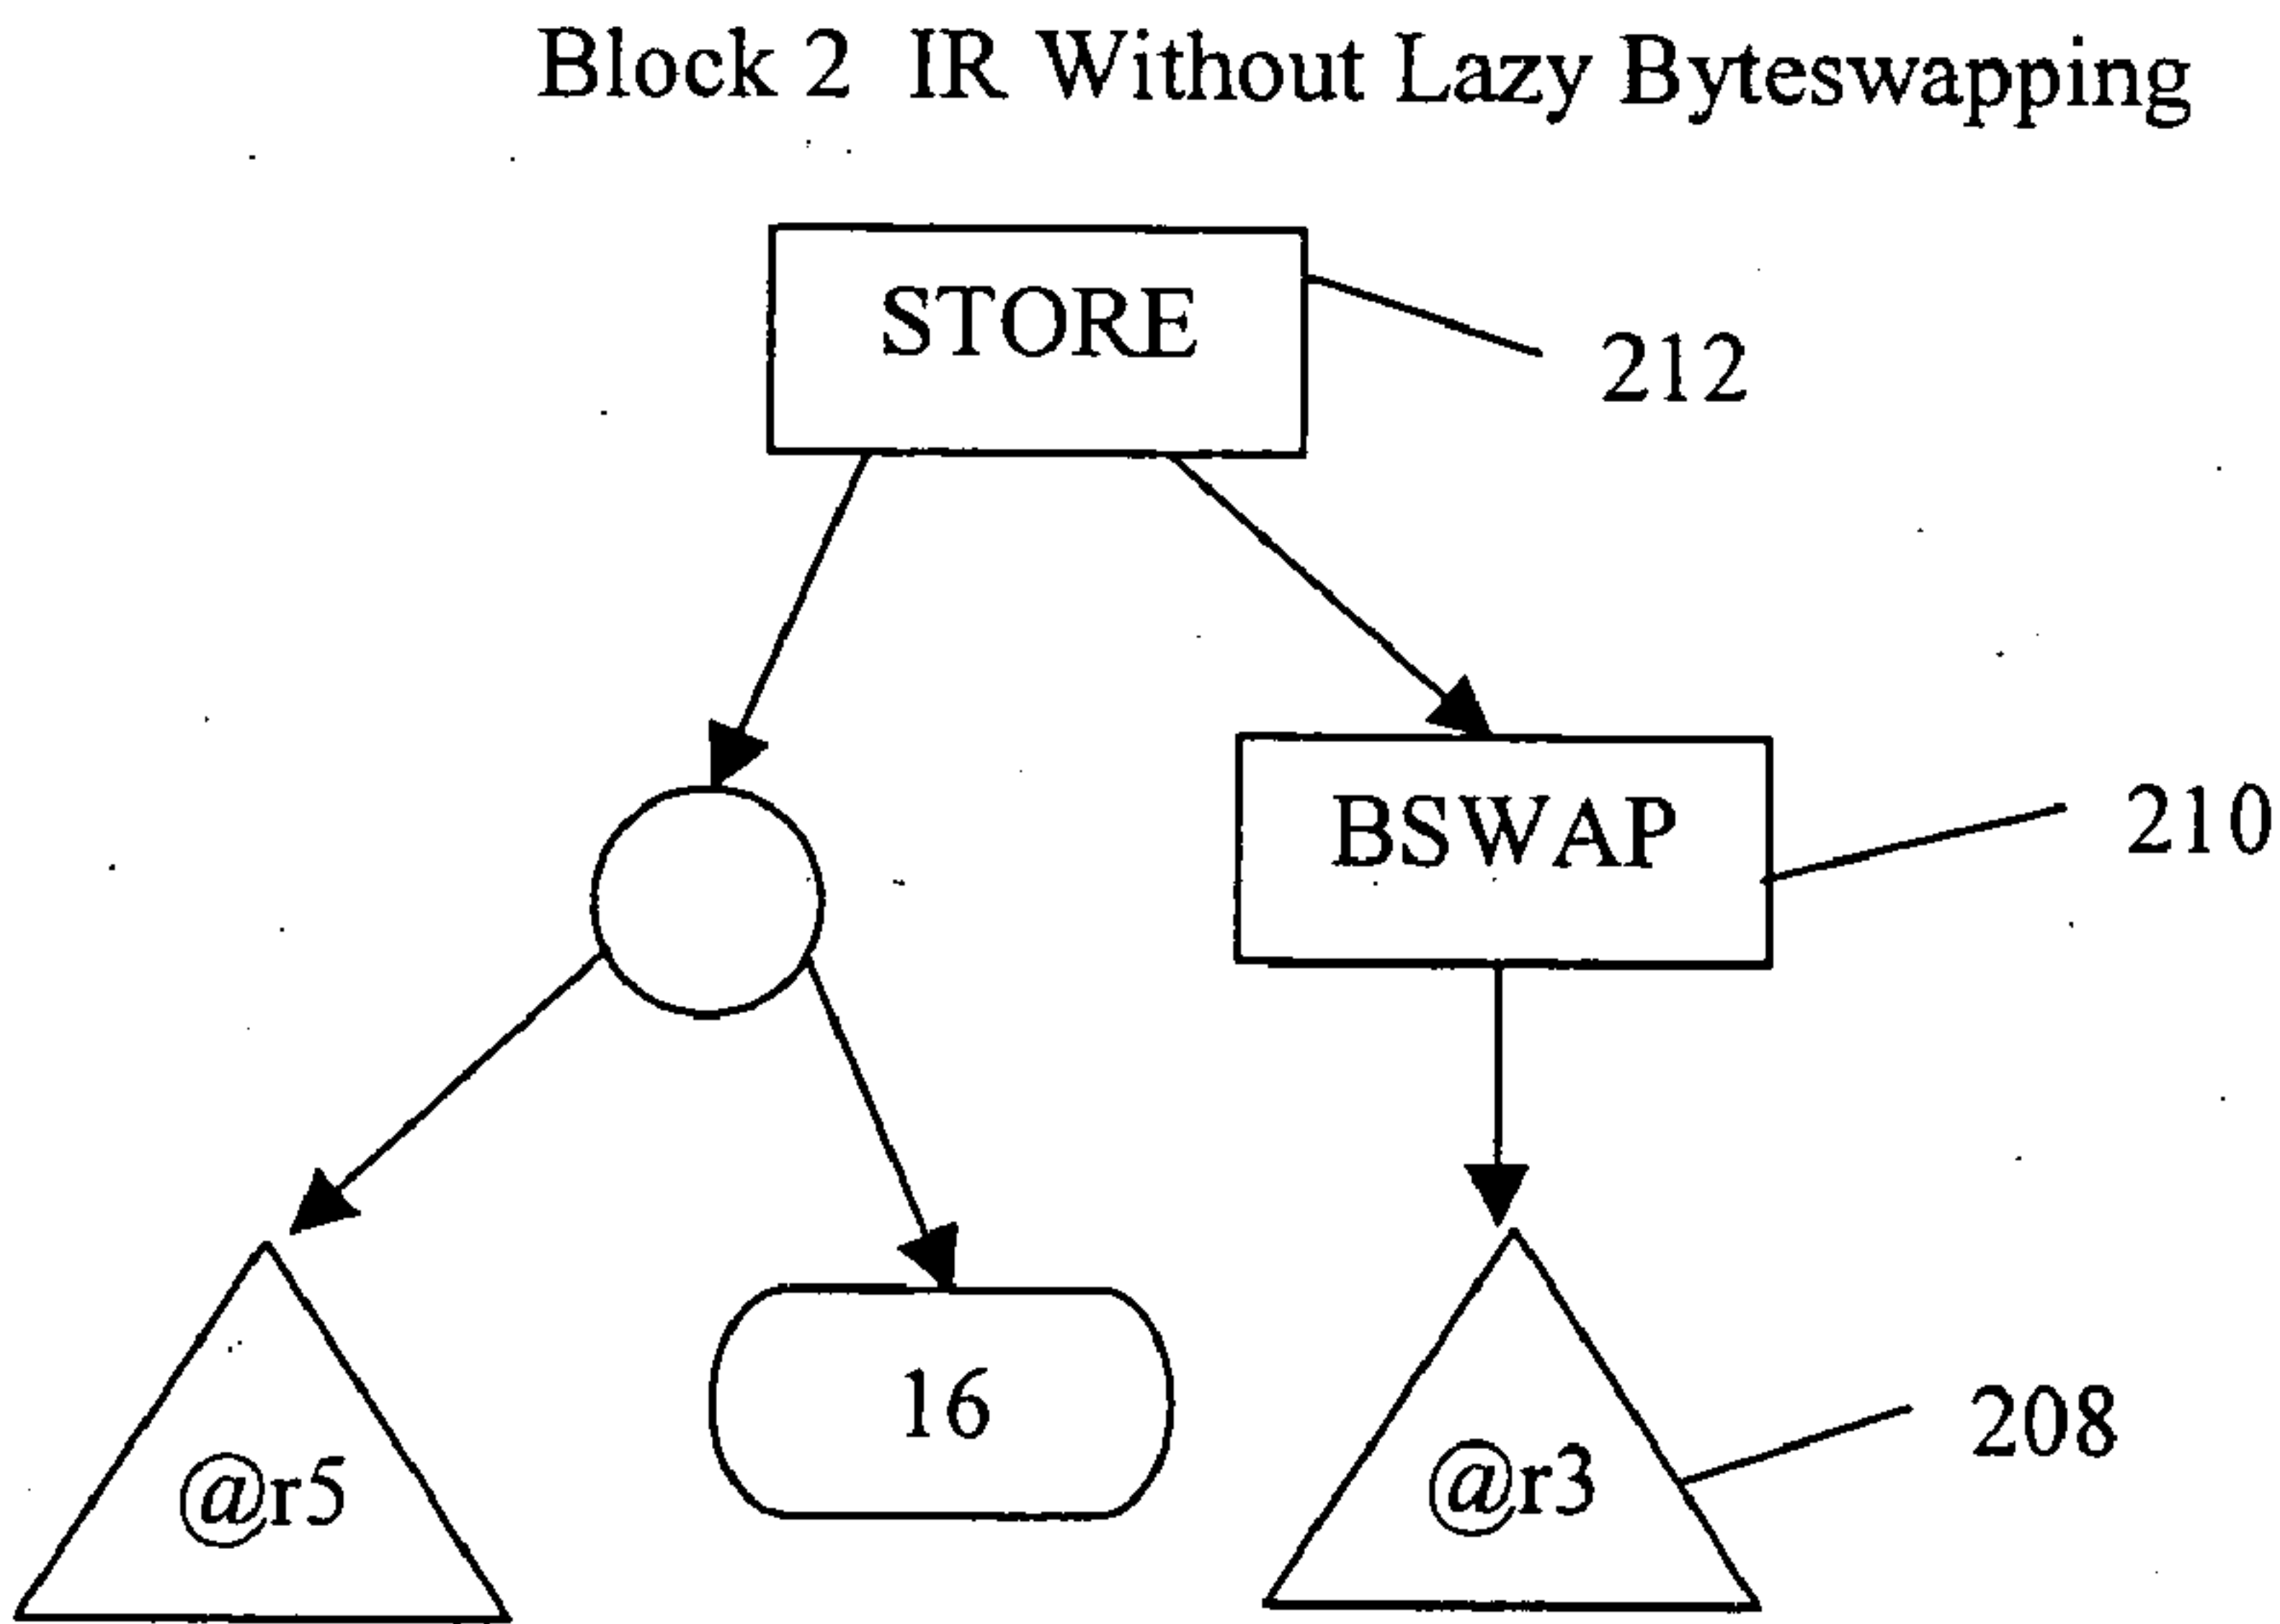 Block 2 IR Without Lazy Byteswapping
STORE
212
BSWAP
210
16
@r5
@r3
208